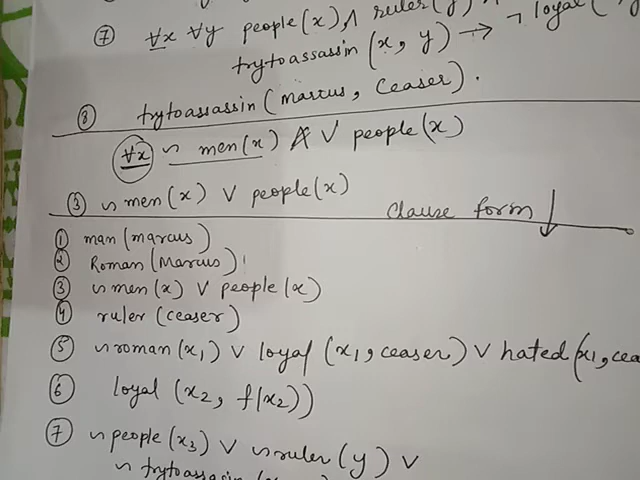 ⑦ ∀x ∀y people(x) ∧ ruler(y) ∧
trytoassassin (x, y) → ¬ loyal(
⑧ trytoassassin (marcus, Ceaser).
∀x ~ men(x) ∨ people(x)
③ ~ men(x) ∨ people(x)
Clause form ↓
① man (marcus)
② Roman (Marcus)
③ ~ men(x) ∨ people(x)
④ ruler (ceaser)
⑤ ~ roman(x₁) ∨ loyal (x₁, ceaser) ∨ hated (x₁, cea
⑥ loyal (x₂, f(x₂))
⑦ ~ people(x₃) ∨ ~ ruler(y) ∨